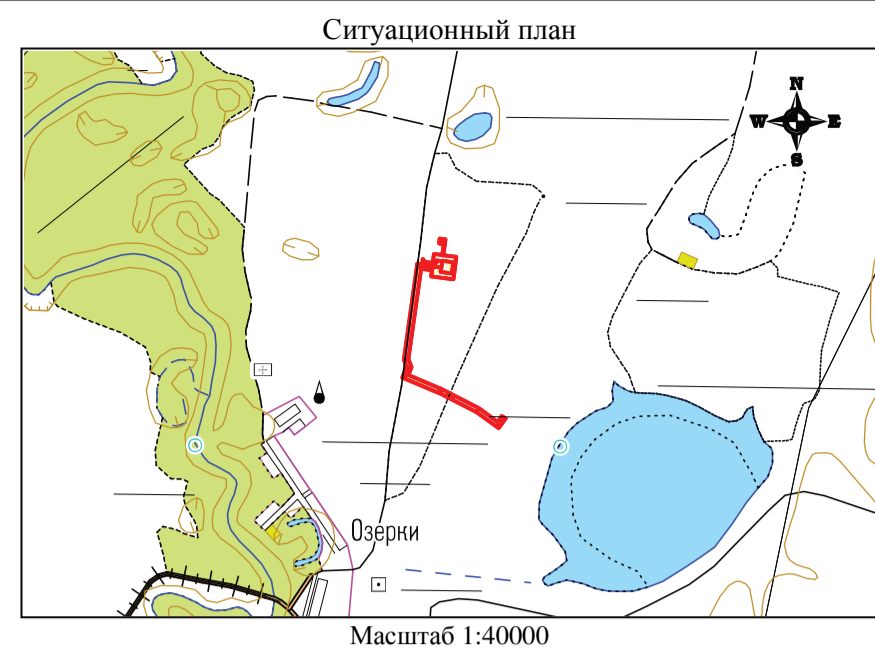 Ситуационный план
N
W E
S
Озерки
Масштаб 1:40000